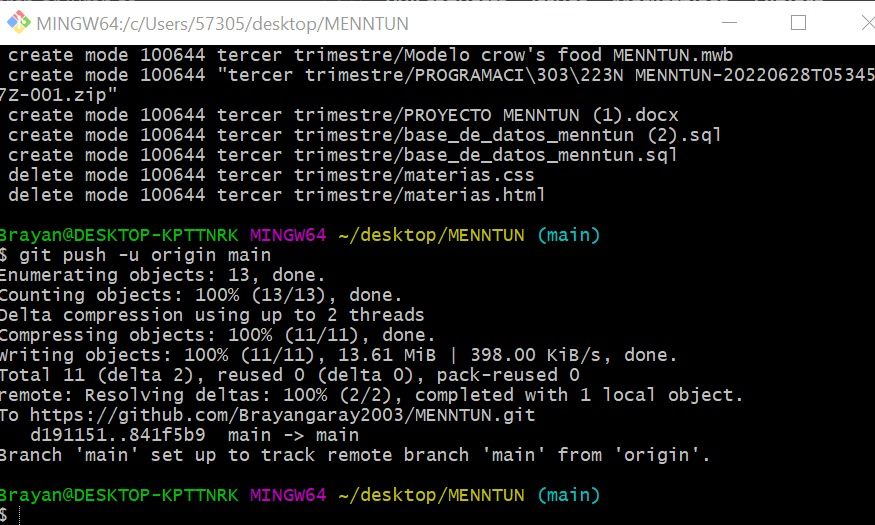 MINGW64:/c/Users/57305/desktop/MENNTUN
create mode 100644 tercer trimestre/Modelo crow's food MENNTUN.mwb
create mode 100644 "tercer trimestre/PROGRAMACI\303\223N MENNTUN-20220628T05345
7Z-001.zip"
create mode 100644 tercer trimestre/PROYECTO MENNTUN (1).docx
create mode 100644 tercer trimestre/base_de_datos_menntun (2).sql
create mode 100644 tercer trimestre/base_de_datos_menntun.sql
delete mode 100644 tercer trimestre/materias.css
delete mode 100644 tercer trimestre/materias.html
Brayan@DESKTOP-KPTTNRK MINGW64 ~/desktop/MENNTUN (main)
$ git push -u origin main
Enumerating objects: 13, done.
Counting objects: 100% (13/13), done.
Delta compression using up to 2 threads
Compressing objects: 100% (11/11), done.
Writing objects: 100% (11/11), 13.61 MiB | 398.00 KiB/s, done.
Total 11 (delta 2), reused 0 (delta 0), pack-reused 0
remote: Resolving deltas: 100% (2/2), completed with 1 local object.
To https://github.com/Brayangaray2003/MENNTUN.git
d191151..841f5b9 main -> main
Branch 'main' set up to track remote branch 'main' from 'origin'.
Brayan@DESKTOP-KPTTNRK MINGW64 ~/desktop/MENNTUN (main)
$